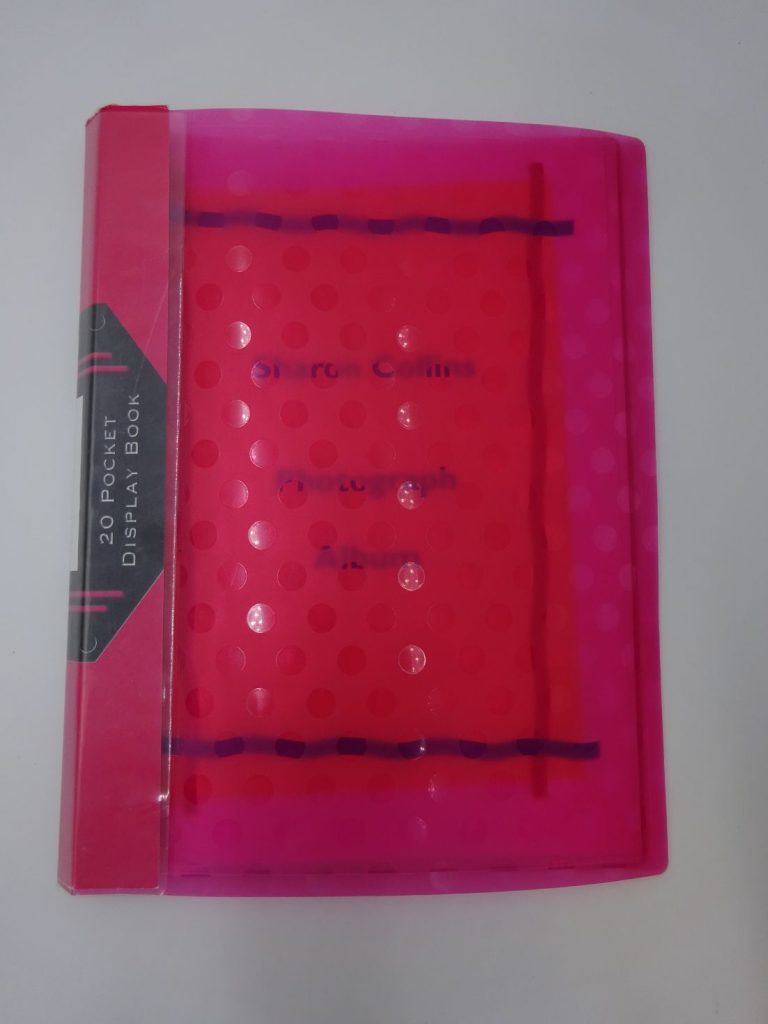 20 Pocket
Display Book
Sharon Collins
Photograph
Album